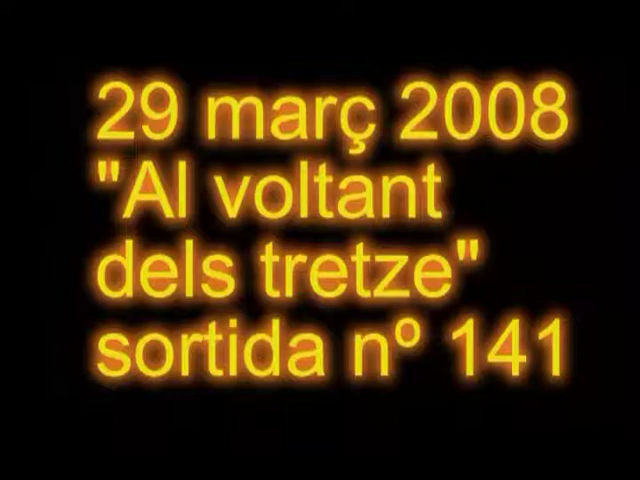 29 març 2008
"Al voltant
dels tretze"
sortida nº 141